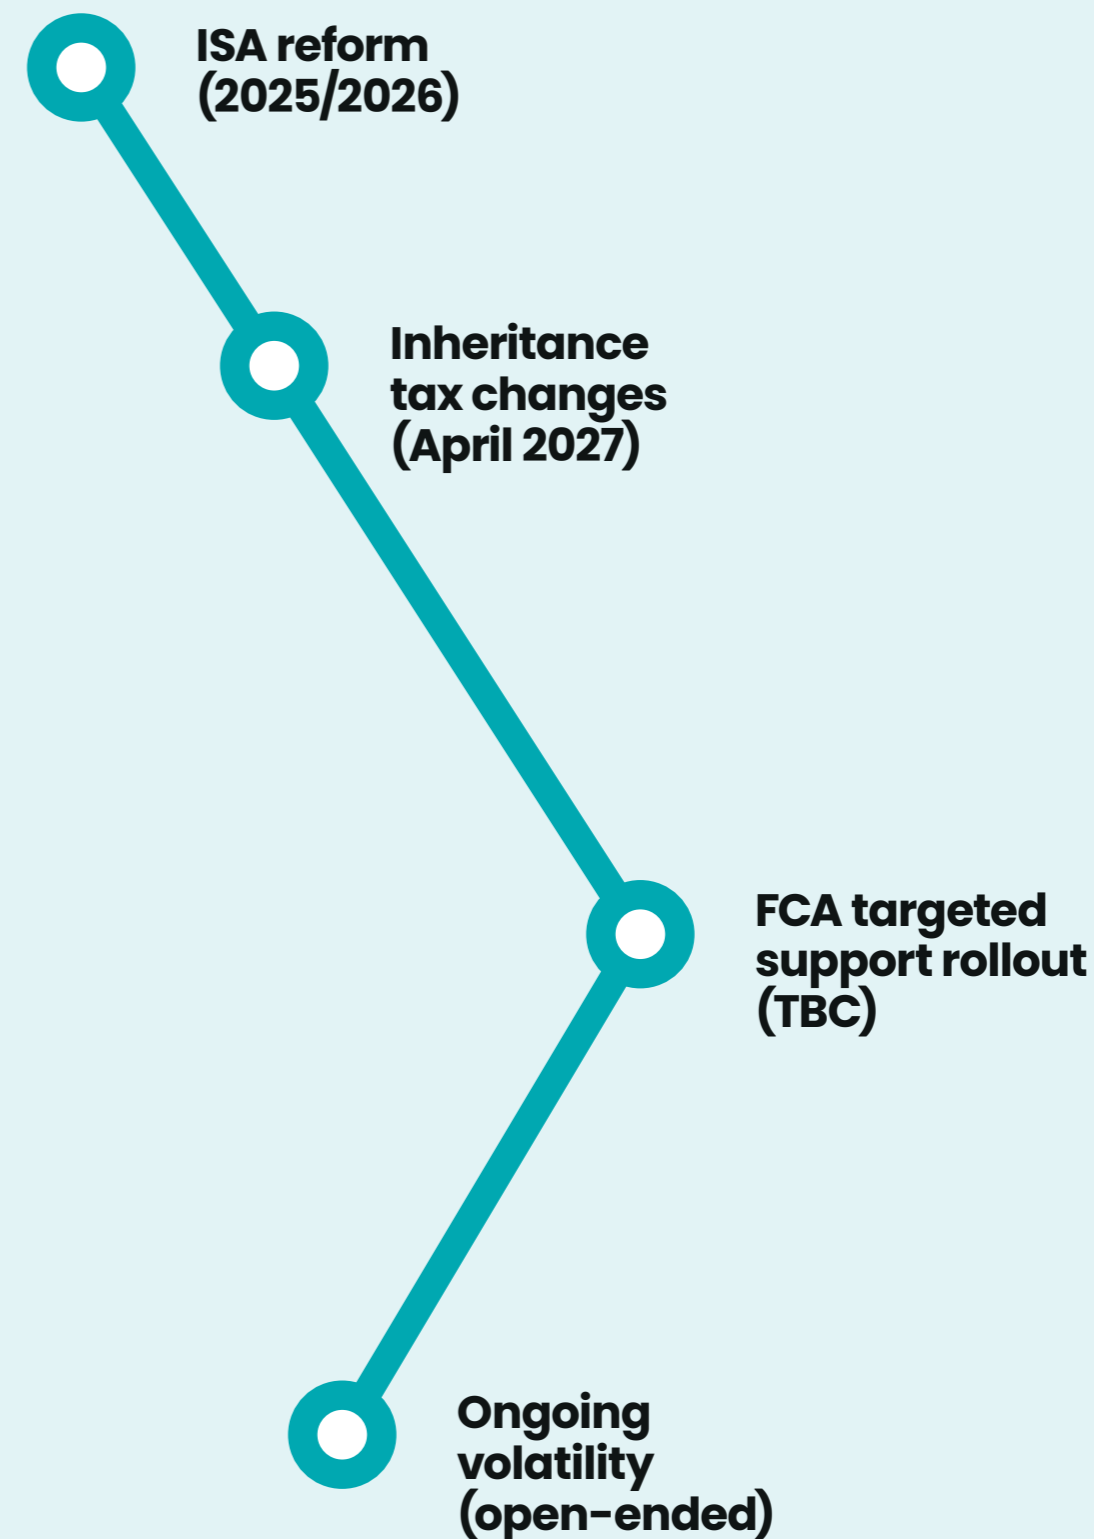 ISA reform
(2025/2026)
Inheritance
tax changes
(April 2027)
FCA targeted
support rollout
(TBC)
Ongoing
volatility
(open-ended)